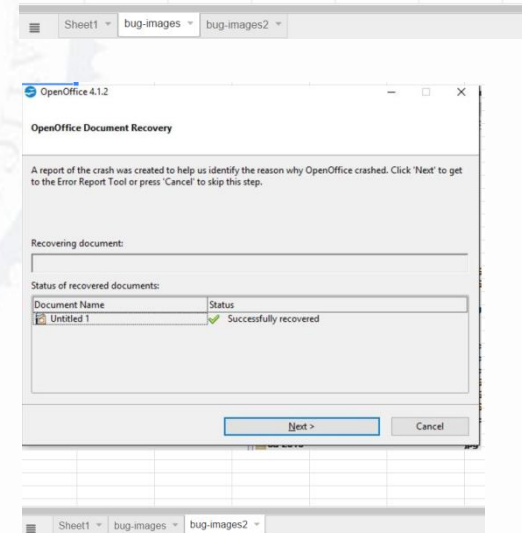 Sheet1 bug-images bug-images2
OpenOffice 4.1.2
OpenOffice Document Recovery
A report of the crash was created to help us identify the reason why OpenOffice crashed. Click 'Next' to get
to the Error Report Tool or press 'Cancel' to skip this step.
Recovering document:
Status of recovered documents:
Document Name Status
Untitled 1 Successfully recovered
Next > Cancel
Sheet1 bug-images bug-images2